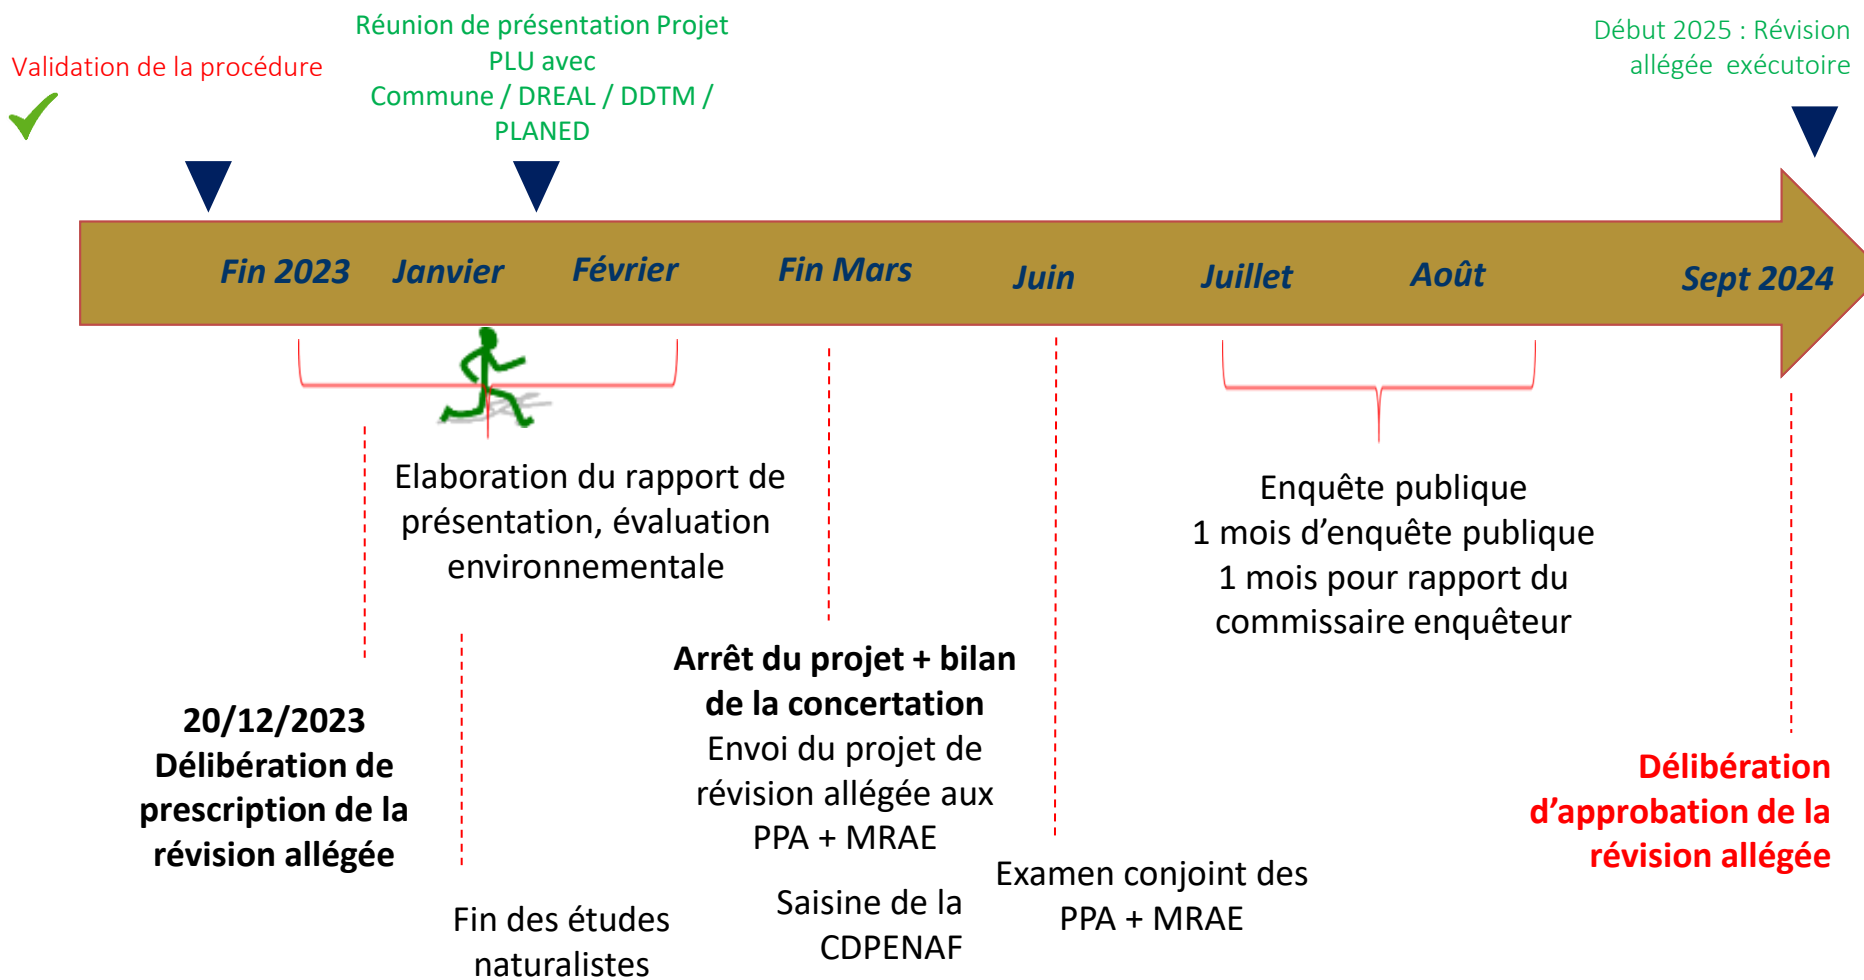 Validation de la procédure
Réunion de présentation Projet
PLU avec
Commune / DREAL / DDTM /
PLANED
Début 2025 : Révision
allégée exécutoire
Fin 2023
Janvier
Février
Fin Mars
Juin
Juillet
Août
Sept 2024
Elaboration du rapport de
présentation, évaluation
environnementale
Enquête publique
1 mois d’enquête publique
1 mois pour rapport du
commissaire enquêteur
20/12/2023
Délibération de
prescription de la
révision allégée
Fin des études
naturalistes
Arrêt du projet + bilan
de la concertation
Envoi du projet de
révision allégée aux
PPA + MRAE
Saisine de la
CDPENAF
Examen conjoint des
PPA + MRAE
Délibération
d’approbation de la
révision allégée